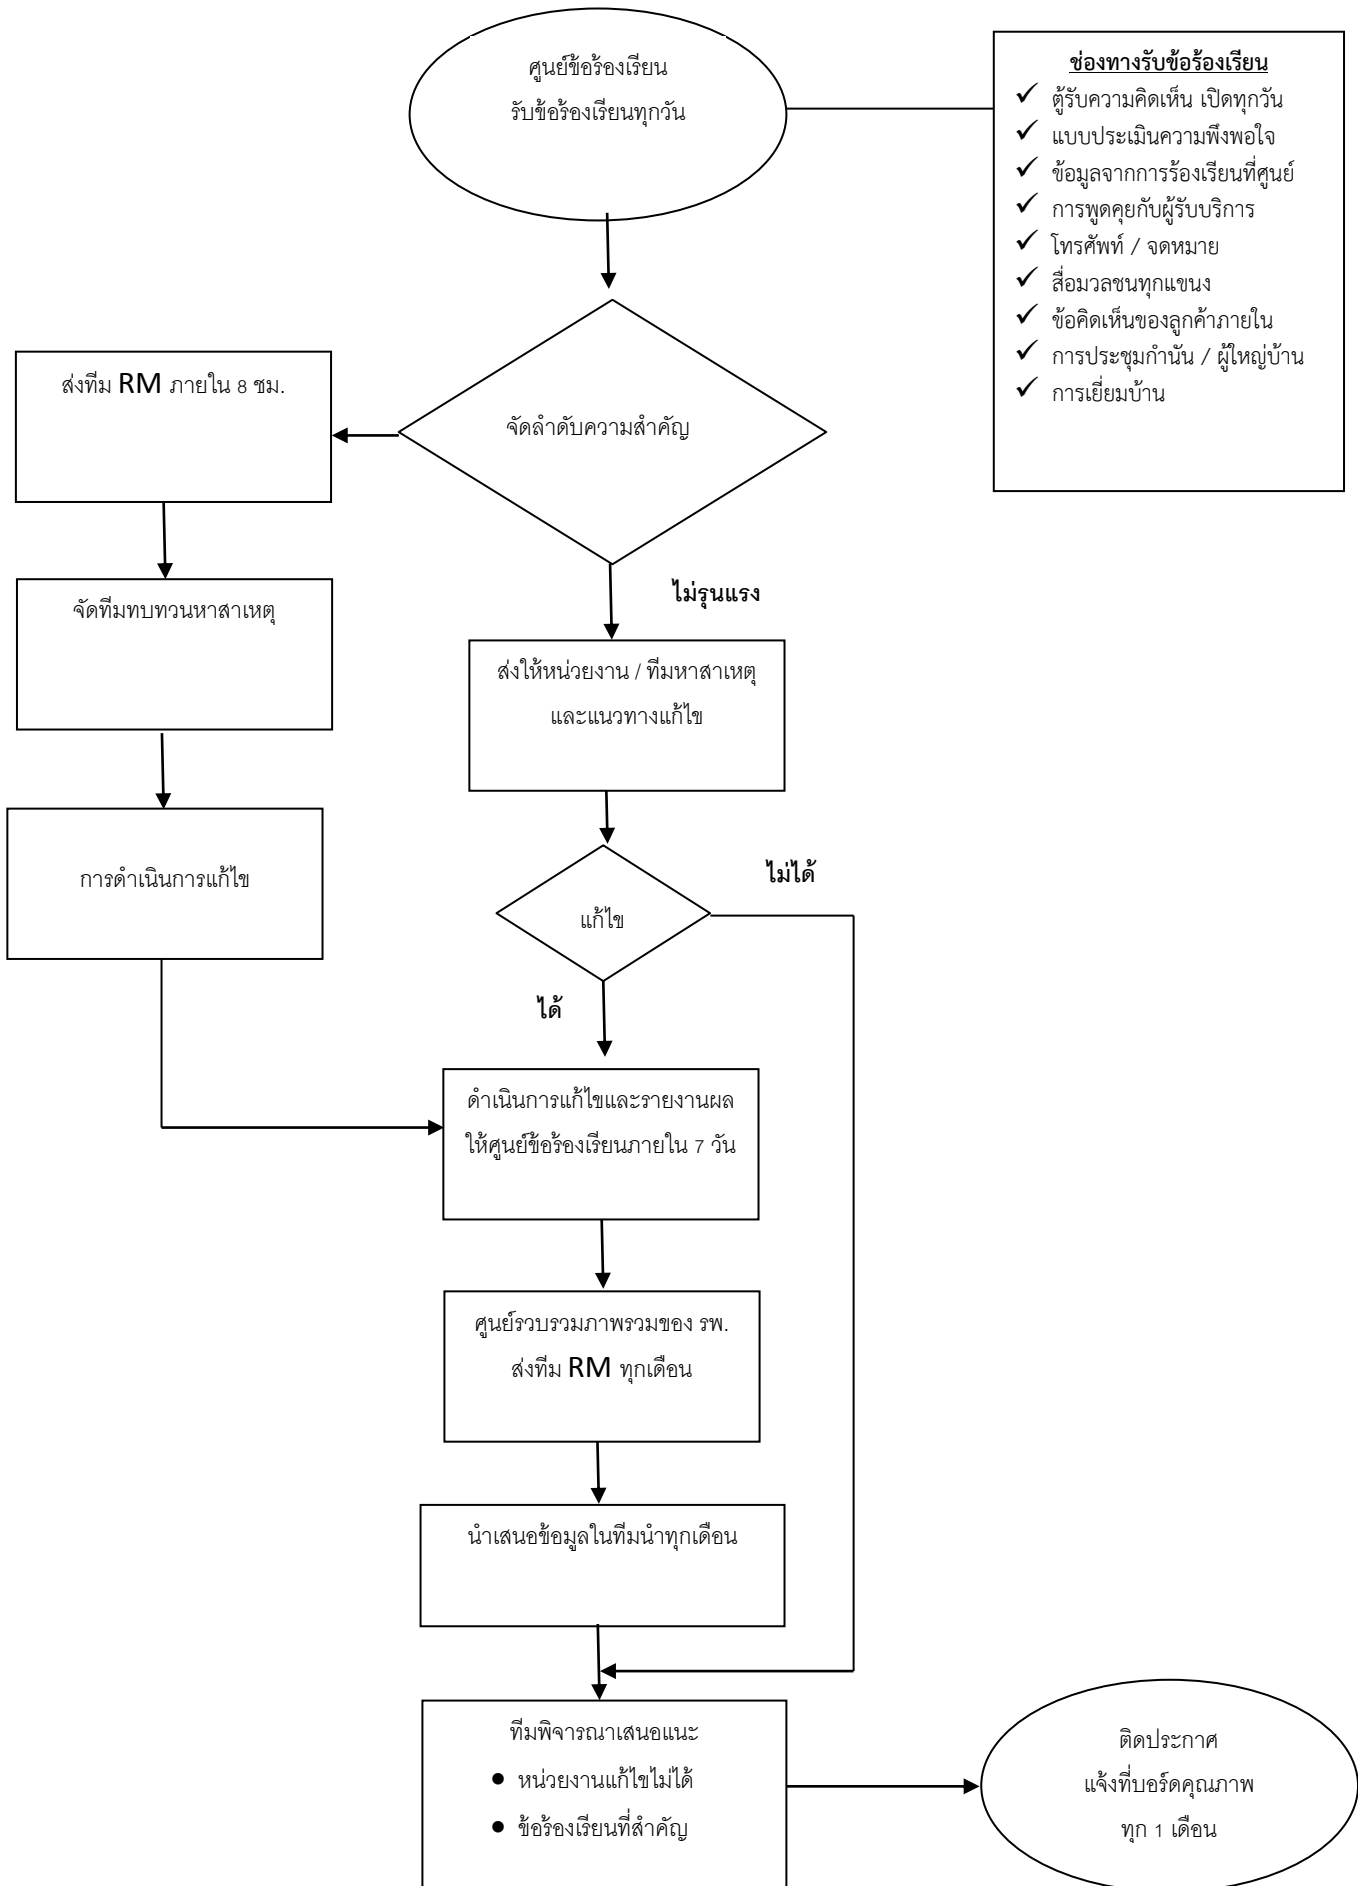 ศูนย์ข้อร้องเรียน
รับข้อร้องเรียนทุกวัน
ช่องทางรับข้อร้องเรียน
✓ ตู้รับความคิดเห็น เปิดทุกวัน
✓ แบบประเมินความพึงพอใจ
✓ ข้อมูลจากการร้องเรียนที่ศูนย์
✓ การพูดคุยกับผู้รับบริการ
✓ โทรศัพท์ / จดหมาย
✓ สื่อมวลชนทุกแขนง
✓ ข้อคิดเห็นของลูกค้าภายใน
✓ การประชุมกำนัน / ผู้ใหญ่บ้าน
✓ การเยี่ยมบ้าน
จัดลำดับความสำคัญ
ส่งทีม RM ภายใน 8 ชม.
จัดทีมทบทวนหาสาเหตุ
การดำเนินการแก้ไข
ไม่รุนแรง
ส่งให้หน่วยงาน / ทีมหาสาเหตุ
และแนวทางแก้ไข
แก้ไข
ไม่ได้
ได้
ดำเนินการแก้ไขและรายงานผล
ให้ศูนย์ข้อร้องเรียนภายใน 7 วัน
ศูนย์รวบรวมภาพรวมของ รพ.
ส่งทีม RM ทุกเดือน
นำเสนอข้อมูลในทีมนำทุกเดือน
ทีมพิจารณาเสนอแนะ
● หน่วยงานแก้ไขไม่ได้
● ข้อร้องเรียนที่สำคัญ
ติดประกาศ
แจ้งที่บอร์ดคุณภาพ
ทุก 1 เดือน